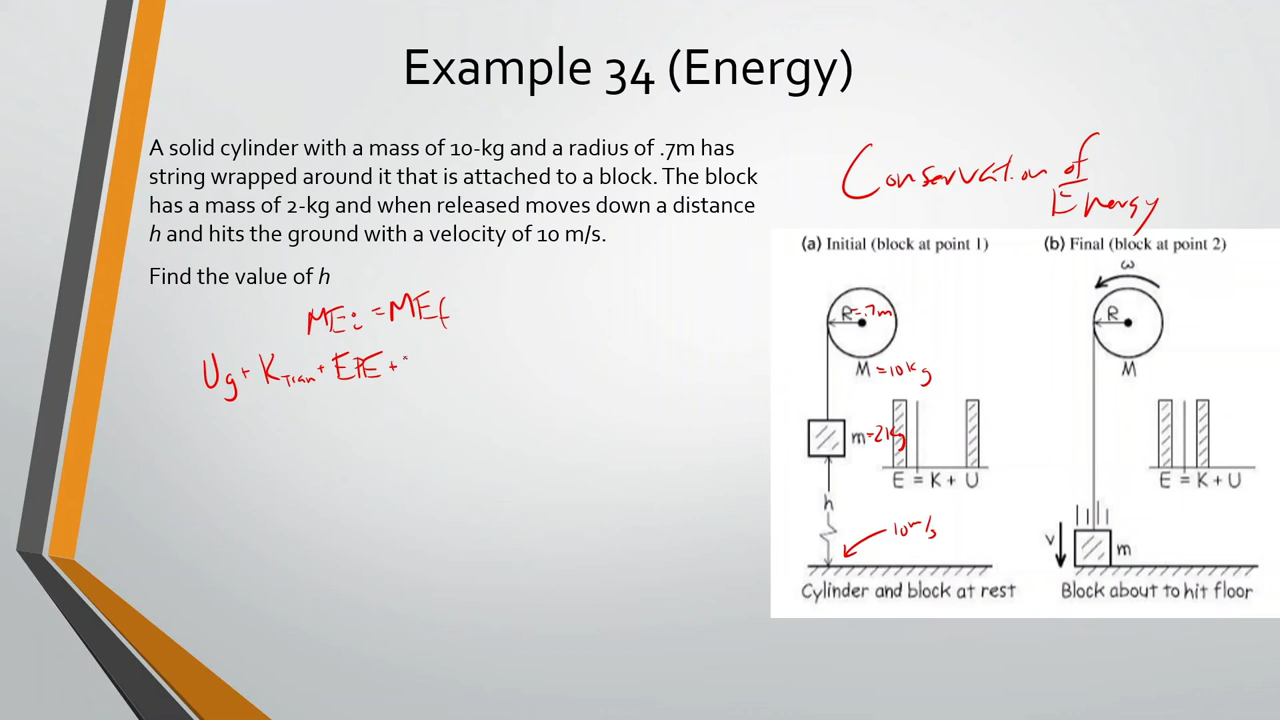 Example 34 (Energy)
A solid cylinder with a mass of 10-kg and a radius of .7m has
string wrapped around it that is attached to a block. The block
has a mass of 2-kg and when released moves down a distance
h and hits the ground with a velocity of 10 m/s.
Find the value of h
MEi = MEf
Ug + KTran + EPE +
Conservation of
Energy
(a) Initial (block at point 1)
R=.7m
M = 10 kg
m=2kg
E = K + U
h
10m/s
Cylinder and block at rest
(b) Final (block at point 2)
ω
R
M
E = K + U
v
m
Block about to hit floor